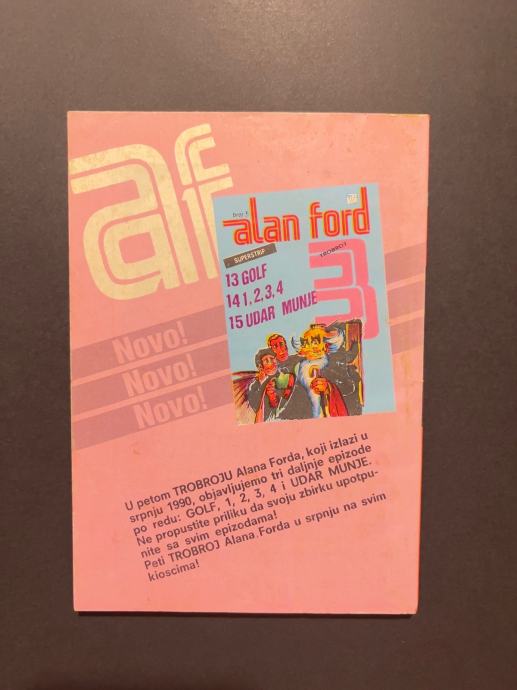 af
Broj 5
alan ford
SUPERSTRIP
TROBROJ
3
13 GOLF
14 1, 2, 3, 4
15 UDAR MUNJE
Novo!
Novo!
Novo!
U petom TROBROJU Alana Forda, koji izlazi u
srpnju 1990, objavljujemo tri daljnje epizode
po redu: GOLF, 1, 2, 3, 4 i UDAR MUNJE.
Ne propustite priliku da svoju zbirku upotpu-
nite sa svim epizodama!
Peti TROBROJ Alana Forda u srpnju na svim
kioscima!